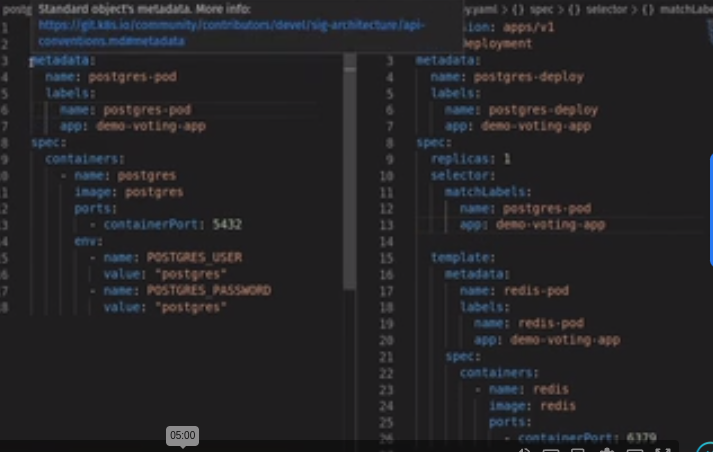 postg
Standard object's metadata. More info:
https://git.k8s.io/community/contributors/devel/sig-architecture/api-
conventions.md#metadata
1
2
3 metadata:
4 name: postgres-pod
5 labels:
6 name: postgres-pod
7 app: demo-voting-app
8 spec:
9 containers:
10 - name: postgres
11 image: postgres
12 ports:
13 - containerPort: 5432
14 env:
15 - name: POSTGRES_USER
16 value: "postgres"
17 - name: POSTGRES_PASSWORD
18 value: "postgres"
yaml > {} spec > {} selector > {} matchLabe
ion: apps/v1
eployment
3 metadata:
4 name: postgres-deploy
5 labels:
6 name: postgres-deploy
7 app: demo-voting-app
8 spec:
9 replicas: 1
10 selector:
11 matchLabels:
12 name: postgres-pod
13 app: demo-voting-app
14
15 template:
16 metadata:
17 name: redis-pod
18 labels:
19 name: redis-pod
20 app: demo-voting-app
21 spec:
22 containers:
23 - name: redis
24 image: redis
25 ports:
26 - containerPort: 6379
05:00